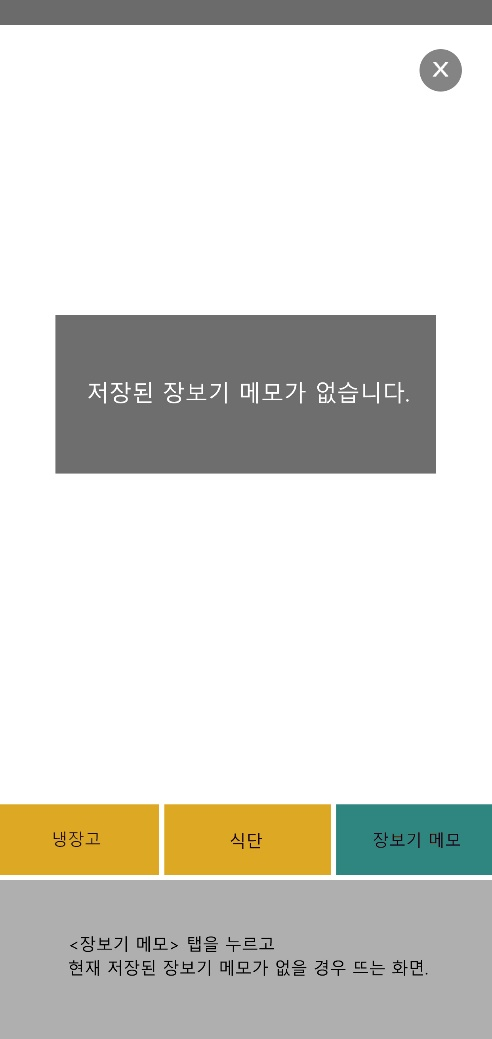 X
저장된 장보기 메모가 없습니다.
냉장고
식단
장보기 메모
<장보기 메모> 탭을 누르고
현재 저장된 장보기 메모가 없을 경우 뜨는 화면.